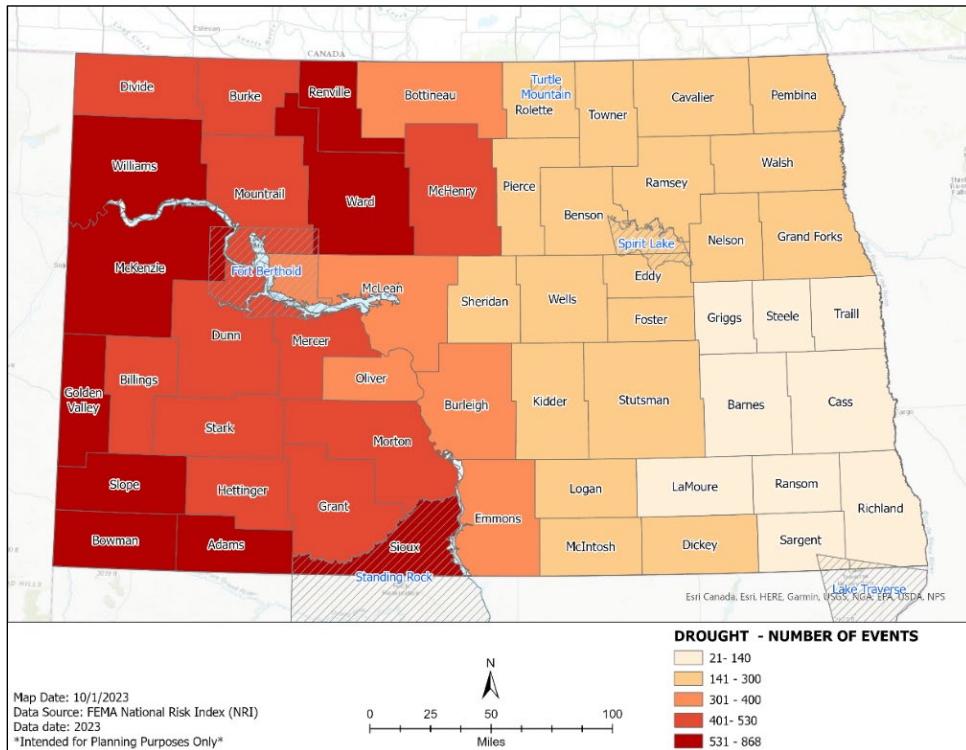 Estevan
CANADA
Divide
Burke
Renville
Bottineau
Turtle
Mountain
Rolette
Towner
Cavalier
Pembina
Williams
Mountrail
Ward
McHenry
Pierce
Benson
Ramsey
Walsh
Nelson
Grand Forks
Spirit Lake
McKenzie
Fort Berthold
McLean
Sheridan
Wells
Eddy
Foster
Griggs
Steele
Traill
Dunn
Mercer
Oliver
Golden
Valley
Billings
Burleigh
Kidder
Stutsman
Barnes
Cass
Stark
Morton
Slope
Hettinger
Grant
Emmons
Logan
LaMoure
Ransom
Richland
Bowman
Adams
Sioux
McIntosh
Dickey
Sargent
Standing Rock
Lake Traverse
Esri Canada, Esri, HERE, Garmin, USGS, NGA, EPA, USDA, NPS
DROUGHT - NUMBER OF EVENTS
21- 140
141 - 300
301 - 400
401- 530
531 - 868
N
0 25 50 100
Miles
Map Date: 10/1/2023
Data Source: FEMA National Risk Index (NRI)
Data date: 2023
*Intended for Planning Purposes Only*